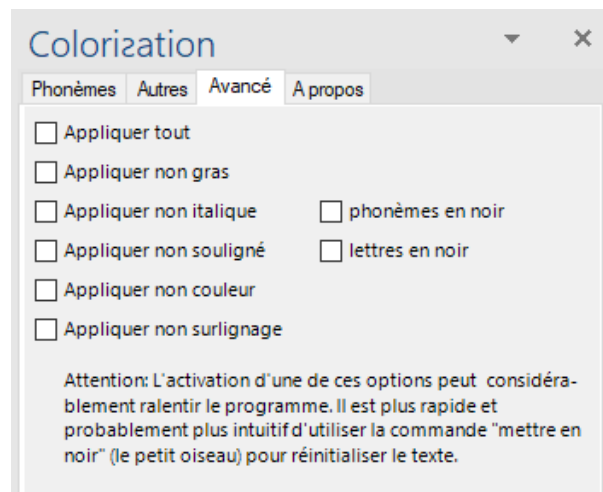 Colorization
Phonèmes Autres Avancé A propos
Appliquer tout
Appliquer non gras
Appliquer non italique phonèmes en noir
Appliquer non souligné lettres en noir
Appliquer non couleur
Appliquer non surlignage
Attention: L'activation d'une de ces options peut considéra-
blement ralentir le programme. Il est plus rapide et
probablement plus intuitif d'utiliser la commande "mettre en
noir" (le petit oiseau) pour réinitialiser le texte.